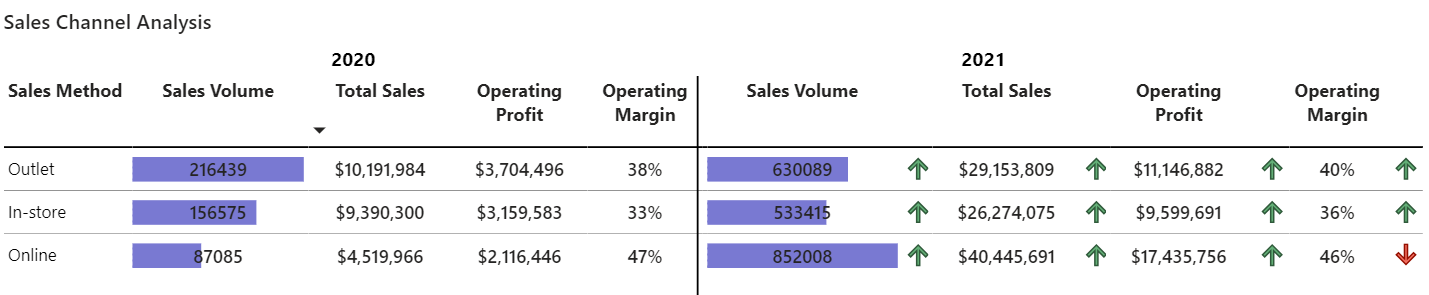 Sales Channel Analysis
2020 2021
Sales Method Sales Volume Total Sales Operating Profit Operating Margin Sales Volume Total Sales Operating Profit Operating Margin
Outlet 216439 $10,191,984 $3,704,496 38% 630089 $29,153,809 $11,146,882 40%
In-store 156575 $9,390,300 $3,159,583 33% 533415 $26,274,075 $9,599,691 36%
Online 87085 $4,519,966 $2,116,446 47% 852008 $40,445,691 $17,435,756 46%